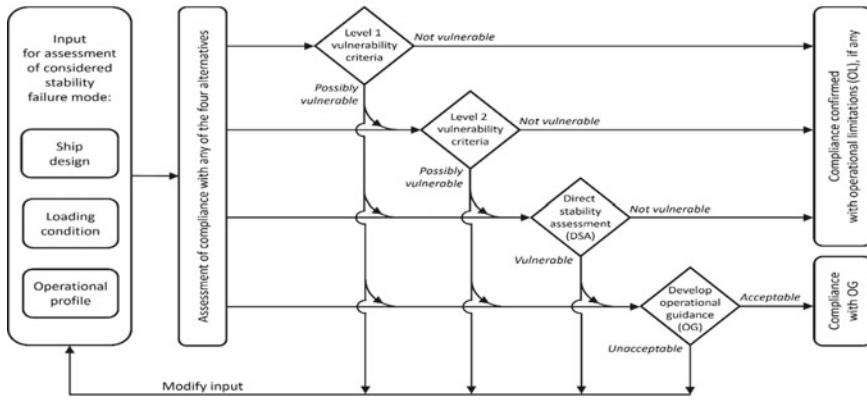 Input
for assessment
of considered
stability
failure mode:
Ship
design
Loading
condition
Operational
profile
Assessment of compliance with any of the four alternatives
Level 1
vulnerability
criteria
Not vulnerable
Possibly
vulnerable
Level 2
vulnerability
criteria
Not vulnerable
Possibly
vulnerable
Direct
stability
assessment
(DSA)
Not vulnerable
Vulnerable
Develop
operational
guidance
(OG)
Acceptable
Unacceptable
Compliance confirmed
with operational limitations (OL), if any
Compliance
with OG
Modify input